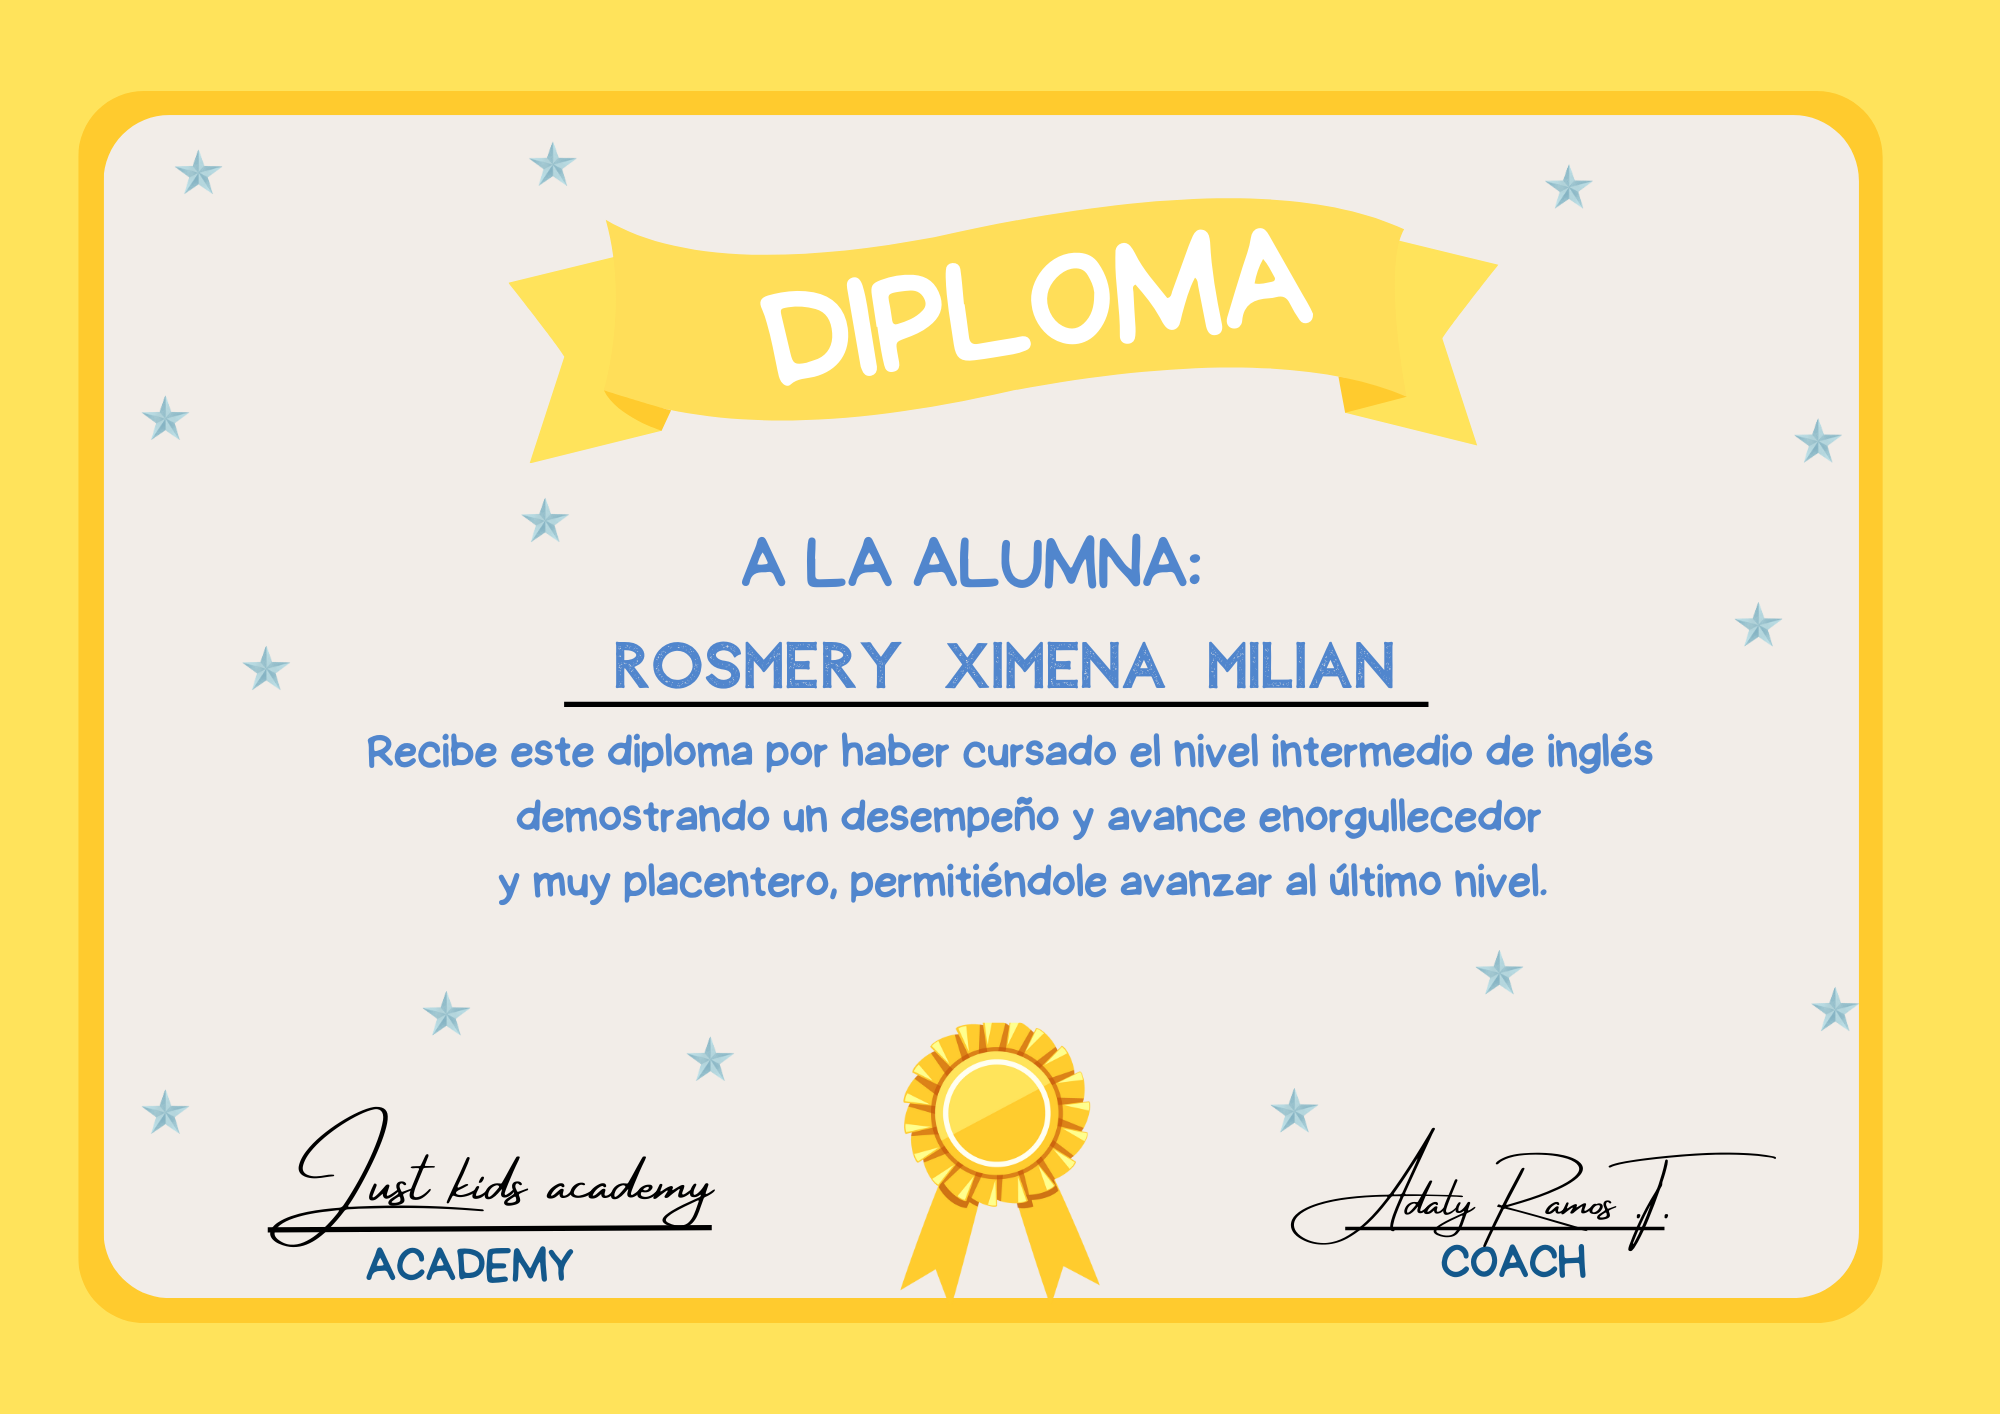 DIPLOMA
A LA ALUMNA:
ROSMERY XIMENA MILIAN
Recibe este diploma por haber cursado el nivel intermedio de inglés
demostrando un desempeño y avance enorgullecedor
y muy placentero, permitiéndole avanzar al último nivel.
Just kids academy
ACADEMY
Adaly Ramos .T.
COACH